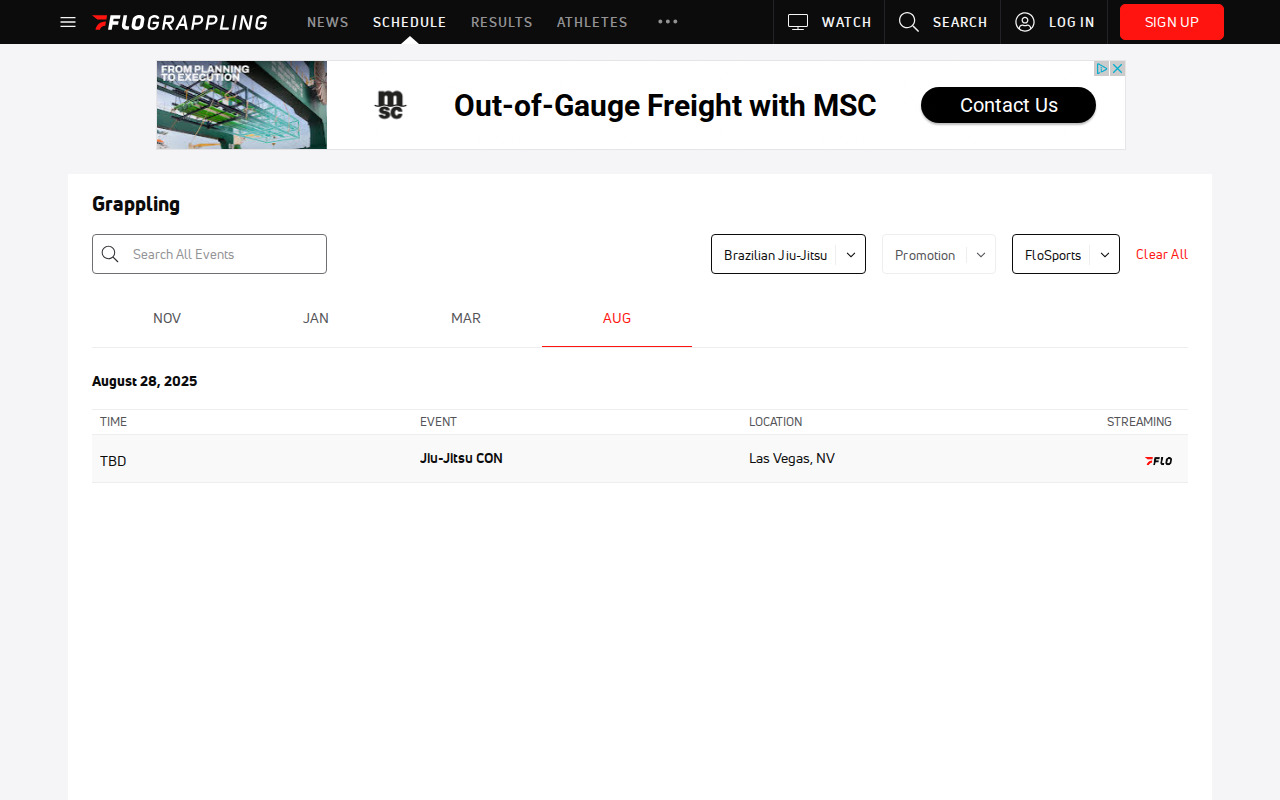 FLOGRAPPLING
NEWS
SCHEDULE
RESULTS
ATHLETES
WATCH
SEARCH
LOG IN
SIGN UP
FROM PLANNING
TO EXECUTION
msc
Out-of-Gauge Freight with MSC
Contact Us
Grappling
Search All Events
Brazilian Jiu-Jitsu
Promotion
FloSports
Clear All
NOV
JAN
MAR
AUG
August 28, 2025
TIME
EVENT
LOCATION
STREAMING
TBD
Jiu-Jitsu CON
Las Vegas, NV
FLO